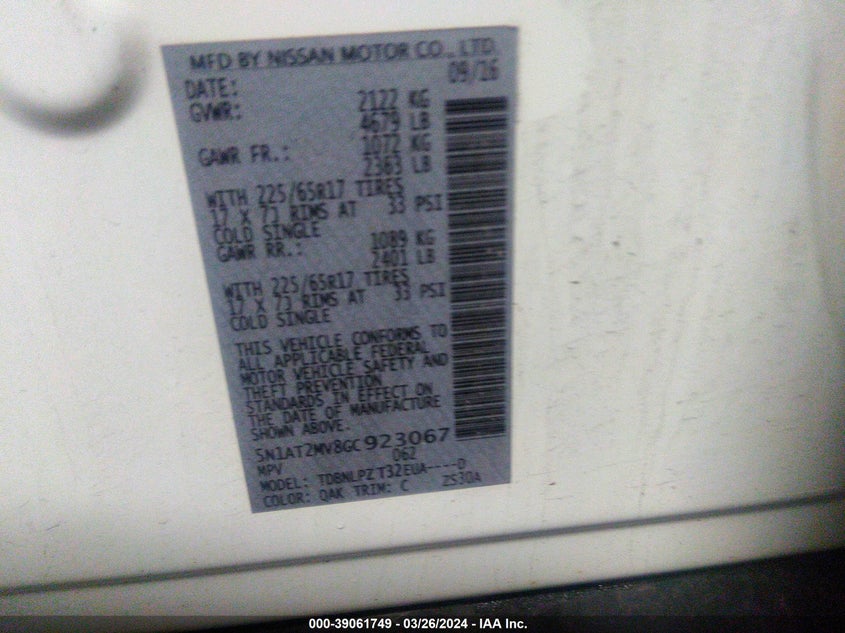 MFD BY NISSAN MOTOR CO., LTD.
DATE: 09/16
GVWR: 2122 KG
4679 LB
GAWR FR.: 1072 KG
2363 LB
WITH 225/65R17 TIRES
17 X 7J RIMS AT 33 PSI
COLD SINGLE
GAWR RR.: 1089 KG
2401 LB
WITH 225/65R17 TIRES
17 X 7J RIMS AT 33 PSI
COLD SINGLE
THIS VEHICLE CONFORMS TO
ALL APPLICABLE FEDERAL
MOTOR VEHICLE SAFETY AND
THEFT PREVENTION
STANDARDS IN EFFECT ON
THE DATE OF MANUFACTURE
SHOWN ABOVE.
5N1AT2MV8GC923067
MPV 062
MODEL: TDBNLPZ T32EUA----D
COLOR: QAK TRIM: C ZS30A
000-39061749 - 03/26/2024 - IAA Inc.